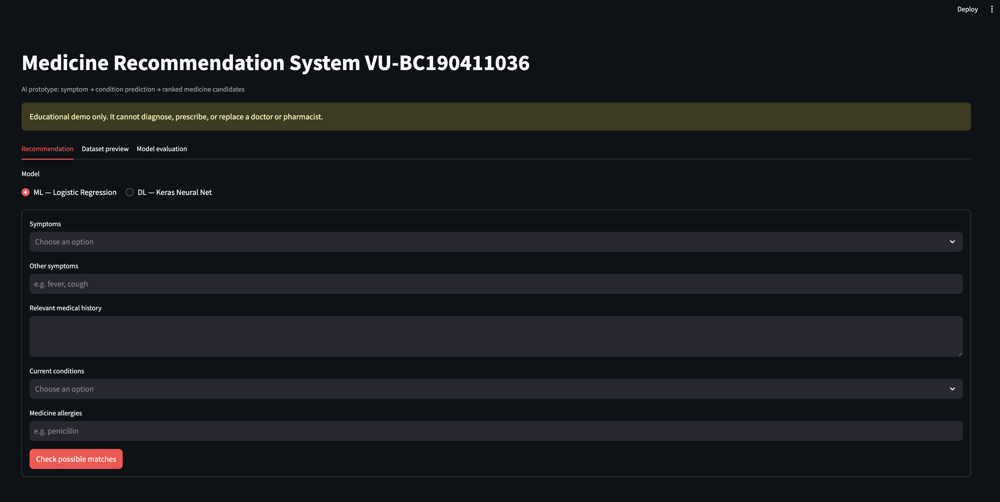 Deploy
Medicine Recommendation System VU-BC190411036
AI prototype: symptom → condition prediction → ranked medicine candidates
Educational demo only. It cannot diagnose, prescribe, or replace a doctor or pharmacist.
Recommendation Dataset preview Model evaluation
Model
ML — Logistic Regression DL — Keras Neural Net
Symptoms
Choose an option
Other symptoms
e.g. fever, cough
Relevant medical history
Current conditions
Choose an option
Medicine allergies
e.g. penicillin
Check possible matches